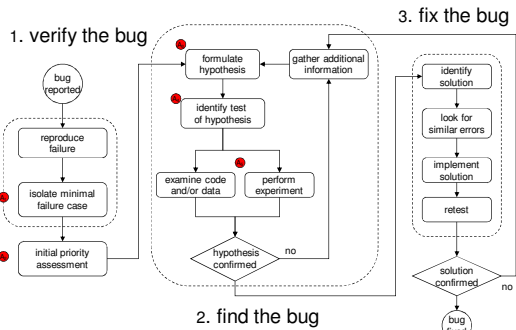 1. verify the bug
bug
reported
reproduce
failure
isolate minimal
failure case
initial priority
assessment
formulate
hypothesis
gather additional
information
identify test
of hypothesis
examine code
and/or data
perform
experiment
hypothesis
confirmed
no
2. find the bug
3. fix the bug
identify
solution
look for
similar errors
implement
solution
retest
solution
confirmed
no
bug